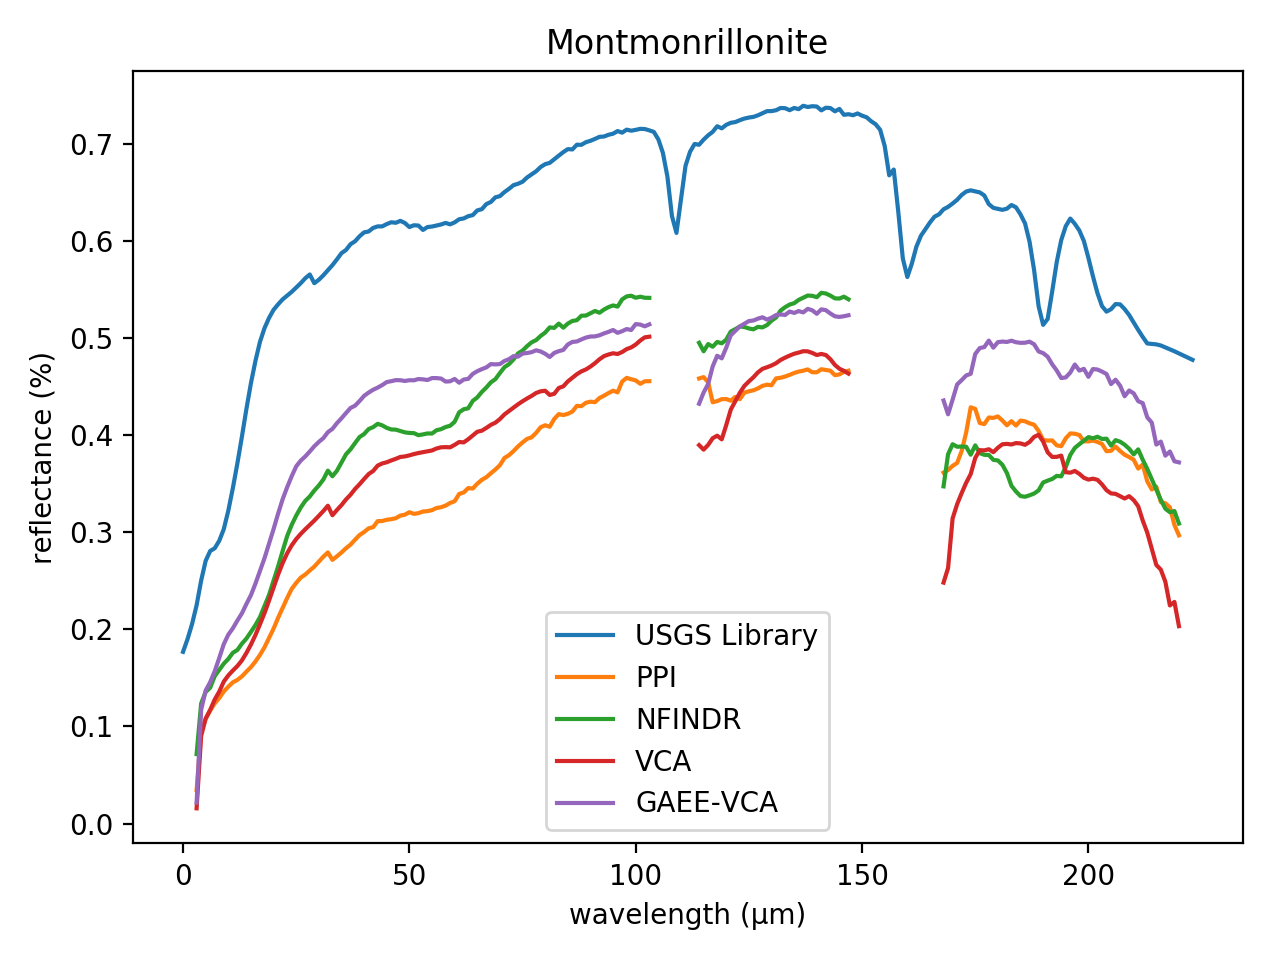 Montmonrillonite
reflectance (%)
0.7
0.6
0.5
0.4
0.3
0.2
0.1
0.0
USGS Library
PPI
NFINDR
VCA
GAEE-VCA
0 50 100 150 200
wavelength (μm)